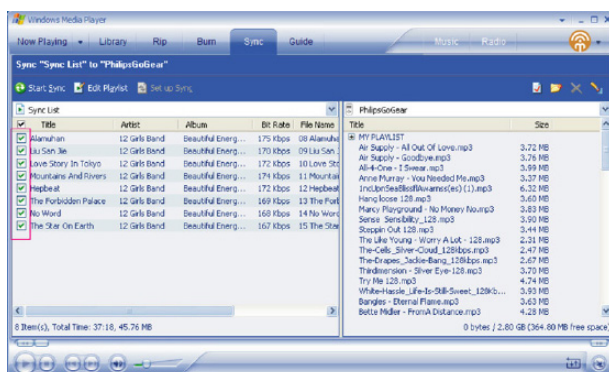 Windows Media Player
Now Playing Library Rip Burn Sync Guide Music Radio
Sync "Sync List" to "PhilipsGoGear"
Start Sync Edit Playlist Set up Sync
Sync List
PhilipsGoGear
Title Artist Album Bit Rate File Name
Title Size
Alamuhan 12 Girls Band Beautiful Energ... 175 Kbps 08 Alamuha
Liu San Jie 12 Girls Band Beautiful Energ... 170 Kbps 09 Liu San
Love Story In Tokyo 12 Girls Band Beautiful Energ... 172 Kbps 10 Love Sto
Mountains And Rivers 12 Girls Band Beautiful Energ... 174 Kbps 11 Mountain
Hepbeat 12 Girls Band Beautiful Energ... 172 Kbps 12 Hepbeat
The Forbidden Palace 12 Girls Band Beautiful Energ... 169 Kbps 13 The Forb
No Word 12 Girls Band Beautiful Energ... 168 Kbps 14 No Word
The Star On Earth 12 Girls Band Beautiful Energ... 167 Kbps 15 The Star
MY PLAYLIST
Air Supply - All Out Of Love.mp3 3.72 MB
Air Supply - Goodbye.mp3 3.76 MB
All-4-One - I Swear.mp3 3.99 MB
Anne Murray - You Needed Me.mp3 3.37 MB
(1).mp3 6.32 MB
Hang loose 128.mp3 3.60 MB
Marcy Playground - No Money No.mp3 3.83 MB
Sense Sensibility_128.mp3 3.90 MB
Steppin Out 128.mp3 3.44 MB
The Like Young - Worry A Lot - 128.mp3 2.31 MB
The-Cells_Silver-Cloud_128kbps.mp3 2.47 MB
The-Drapes_Jackie-Bang_128kbps.mp3 2.67 MB
Thirdimension - Silver Eye-128.mp3 3.70 MB
Try Me 128.mp3 4.74 MB
White-Hassle_Life-Is-Still-Sweet_128kb... 3.93 MB
Bangles - Eternal Flame.mp3 3.63 MB
Bette Midler - From A Distance.mp3 4.28 MB
8 Item(s), Total Time: 37:18, 45.76 MB
0 bytes / 2.80 GB (364.80 MB free space)